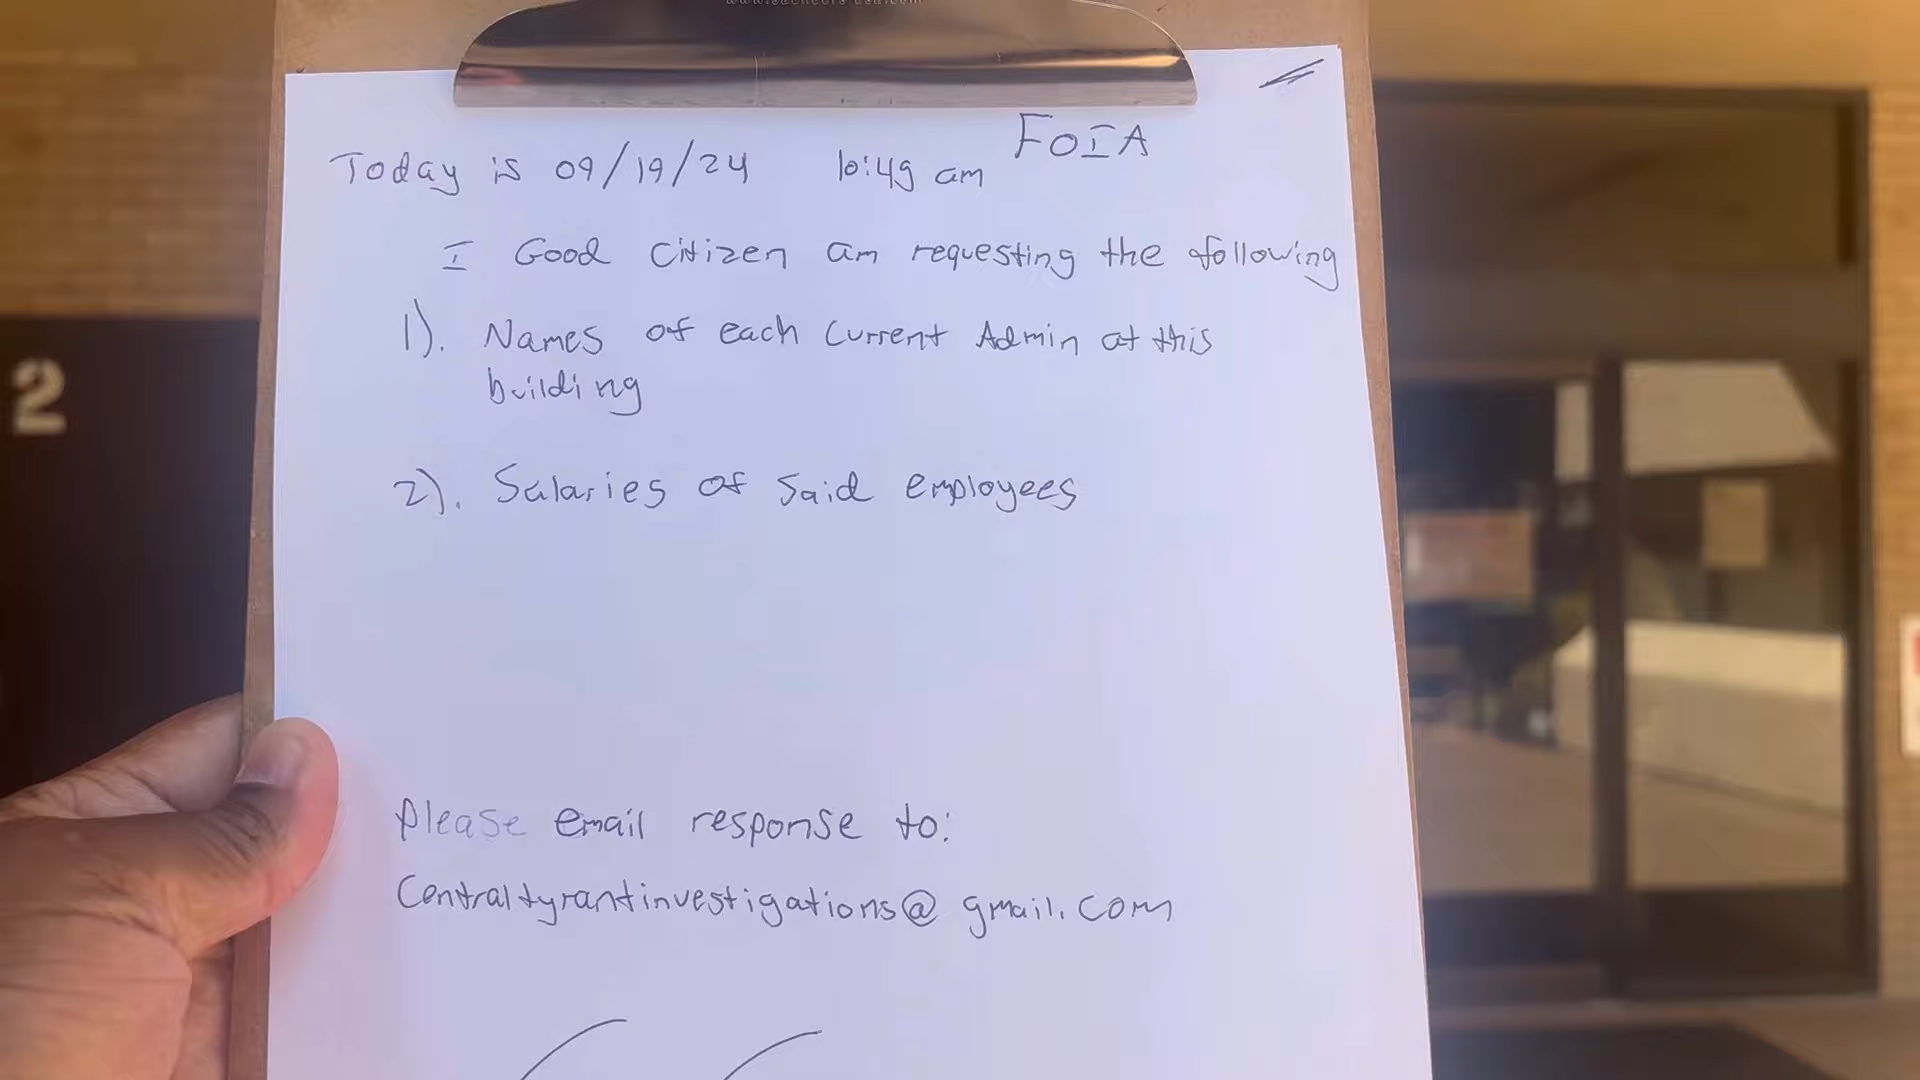 FOIA
Today is 09/19/24 10:49 am
I Good Citizen am requesting the following
1). Names of each Current Admin at this
building
2). Salaries of Said employees
Please email response to:
Centraltyrantinvestigations@gmail.com
2